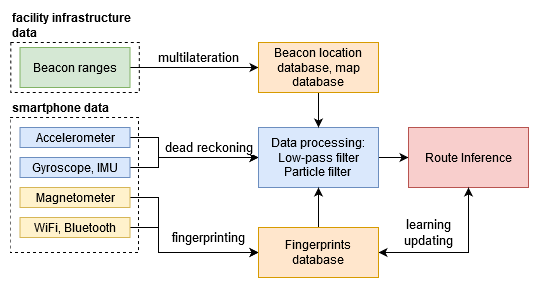 facility infrastructure
data
Beacon ranges
multilateration
Beacon location
database, map
database
smartphone data
Accelerometer
Gyroscope, IMU
dead reckoning
Data processing:
Low-pass filter
Particle filter
Route Inference
Magnetometer
WiFi, Bluetooth
fingerprinting
Fingerprints
database
learning
updating